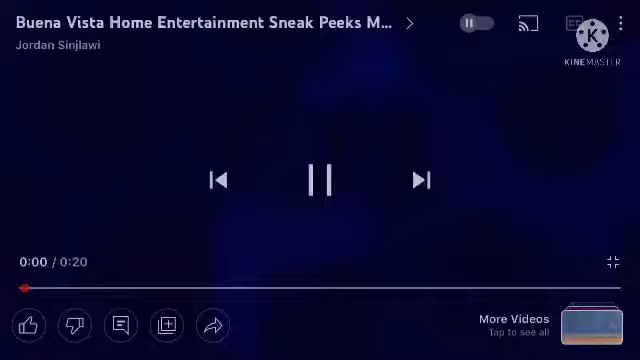 Buena Vista Home Entertainment Sneak Peeks M...
Jordan Sinjlawi
CC
K
KINEMASTER
0:00 / 0:20
More Videos
Tap to see all